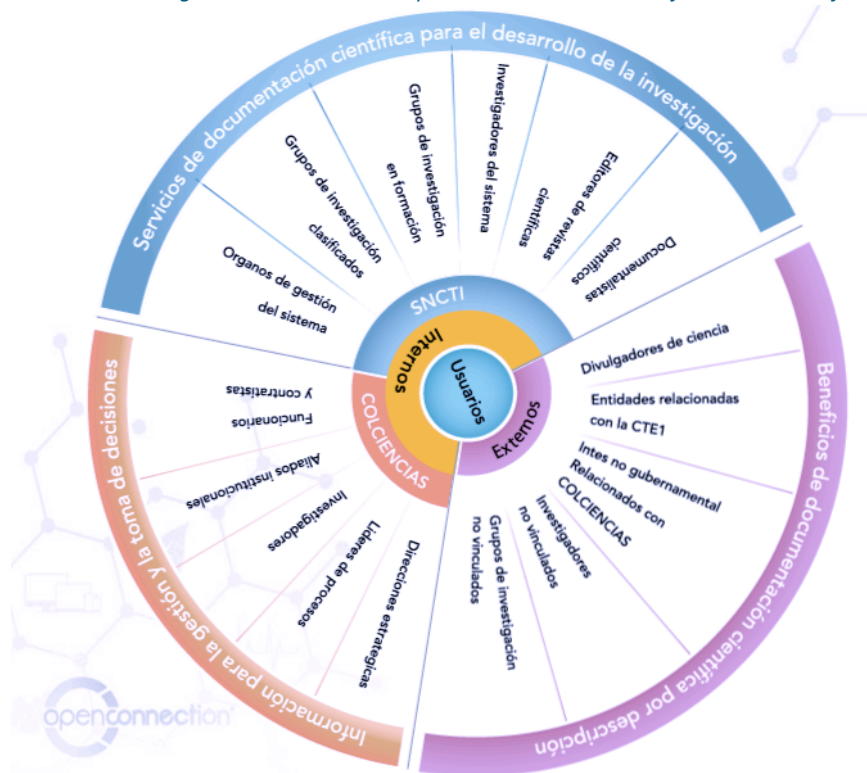 Servicios de documentación científica para el desarrollo de la investigación
Organos de gestión
del sistema
Grupos de investigación
clasificados
Grupos de investigación
en formación
Investigadores del sistema
Editores de revistas
científicas
Documentalistas
científicos
SNCTI
Internos
Usuarios
Externos
COLCIENCIAS
Beneficios de documentación científica por descripción
Divulgadores de ciencia
Entidades relacionadas
con la CTE1
Intes no gubernamental
Relacionados con
COLCIENCIAS
Investigadores
no vinculados
Grupos de investigación
no vinculados
Información para la gestión y la toma de decisiones
Funcionarios
y contratistas
Aliados institucionales
Investigadores
Lideres de procesos
Direcciones estrategicas
openconnection